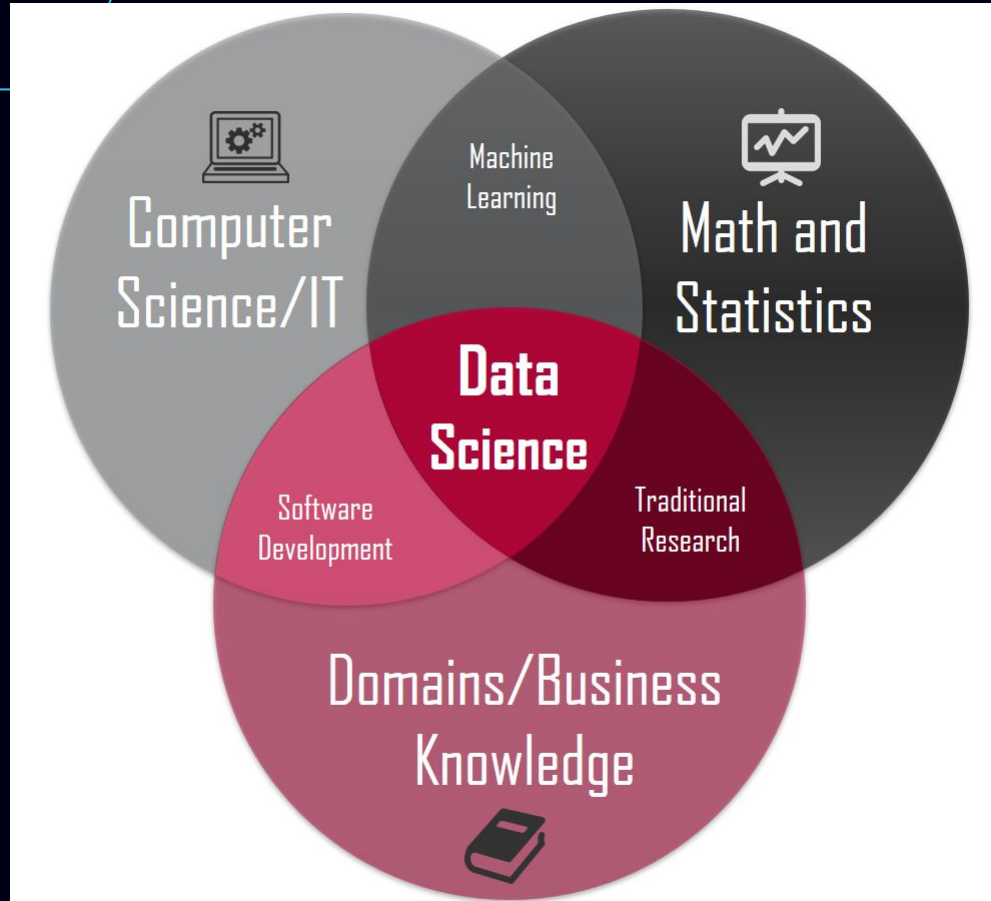 Machine
Learning
Computer
Science/IT
Math and
Statistics
Data
Science
Software
Development
Traditional
Research
Domains/Business
Knowledge